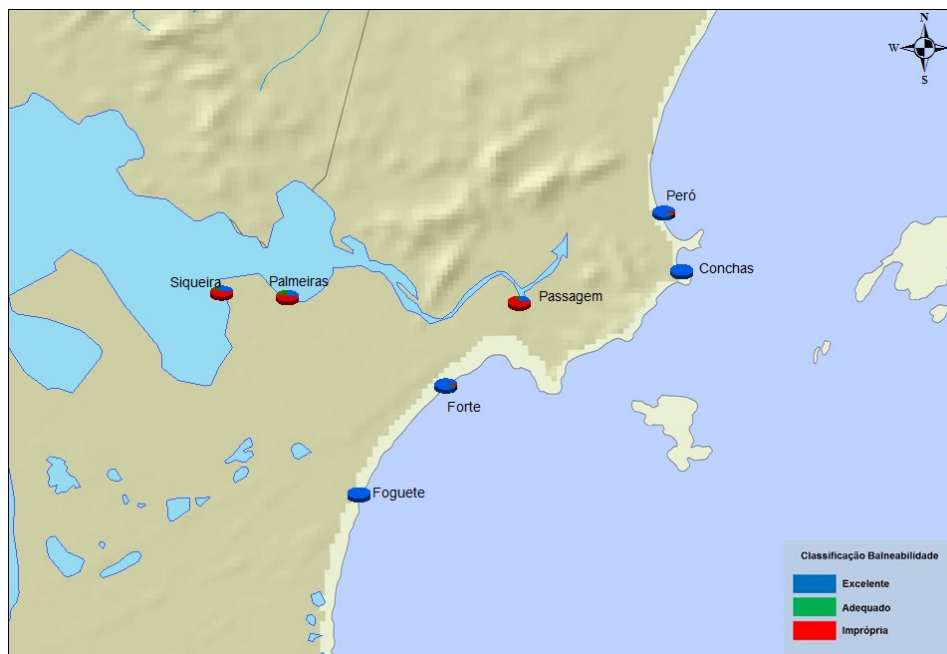 N
W
E
S
Peró
Conchas
Siqueira
Palmeiras
Passagem
Forte
Foguete
Classificação Balneabilidade
Excelente
Adequado
Imprópria